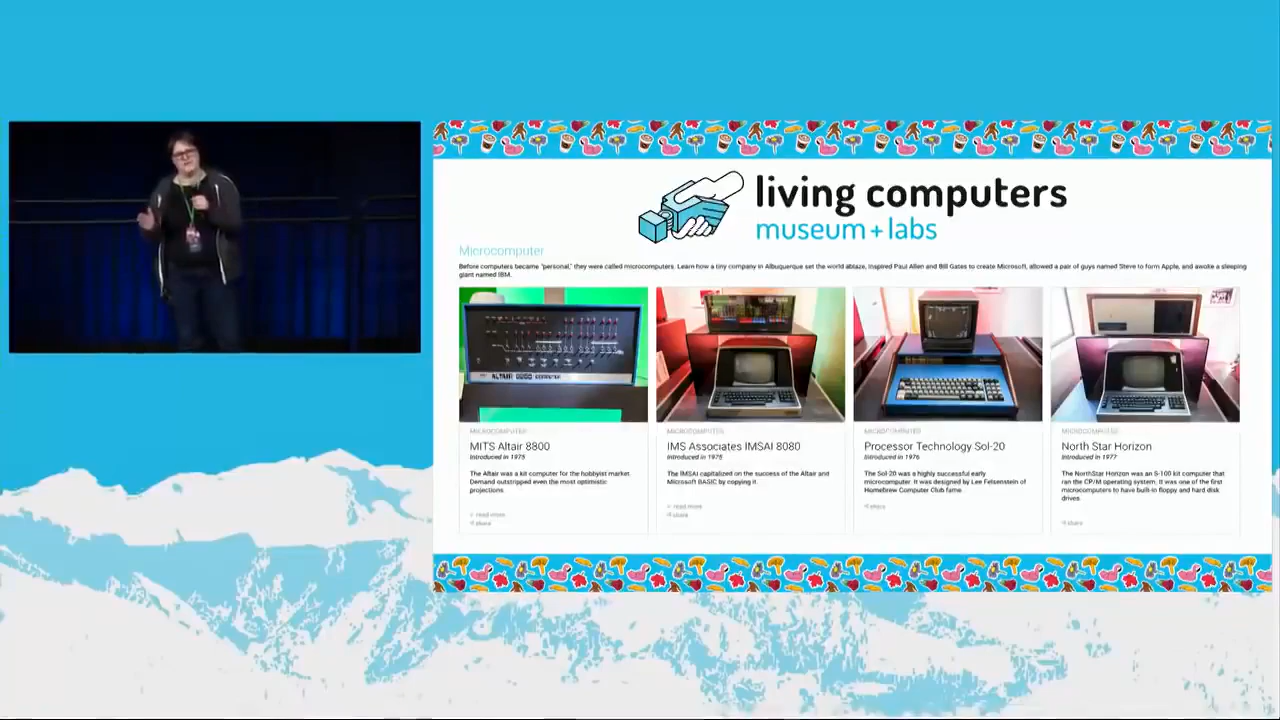 living computers
museum + labs
Microcomputer
Before computers became "personal," they were called microcomputers. Learn how a tiny company in Albuquerque set the world ablaze, inspired Paul Allen and Bill Gates to create Microsoft, allowed a pair of guys named Steve to form Apple, and awoke a sleeping
giant named IBM.
ALTAIR 8800 COMPUTER
MICROCOMPUTER
MITS Altair 8800
Introduced in 1975
The Altair was a kit computer for the hobbyist market.
Demand outstripped even the most optimistic
projections.
read more
share
MICROCOMPUTER
IMS Associates IMSAI 8080
Introduced in 1975
The IMSAI capitalized on the success of the Altair and
Microsoft BASIC by copying it.
read more
share
MICROCOMPUTER
Processor Technology Sol-20
Introduced in 1976
The Sol-20 was a highly successful early
microcomputer. It was designed by Lee Felsenstein of
Homebrew Computer Club fame.
share
MICROCOMPUTER
North Star Horizon
Introduced in 1977
The NorthStar Horizon was an S-100 kit computer that
ran the CP/M operating system. It was one of the first
microcomputers to have built-in floppy and hard disk
drives.
share